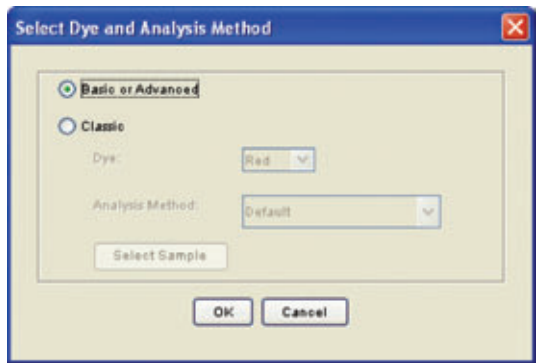 Select Dye and Analysis Method
Basic or Advanced
Classic
Dye: Red
Analysis Method: Default
Select Sample
OK Cancel